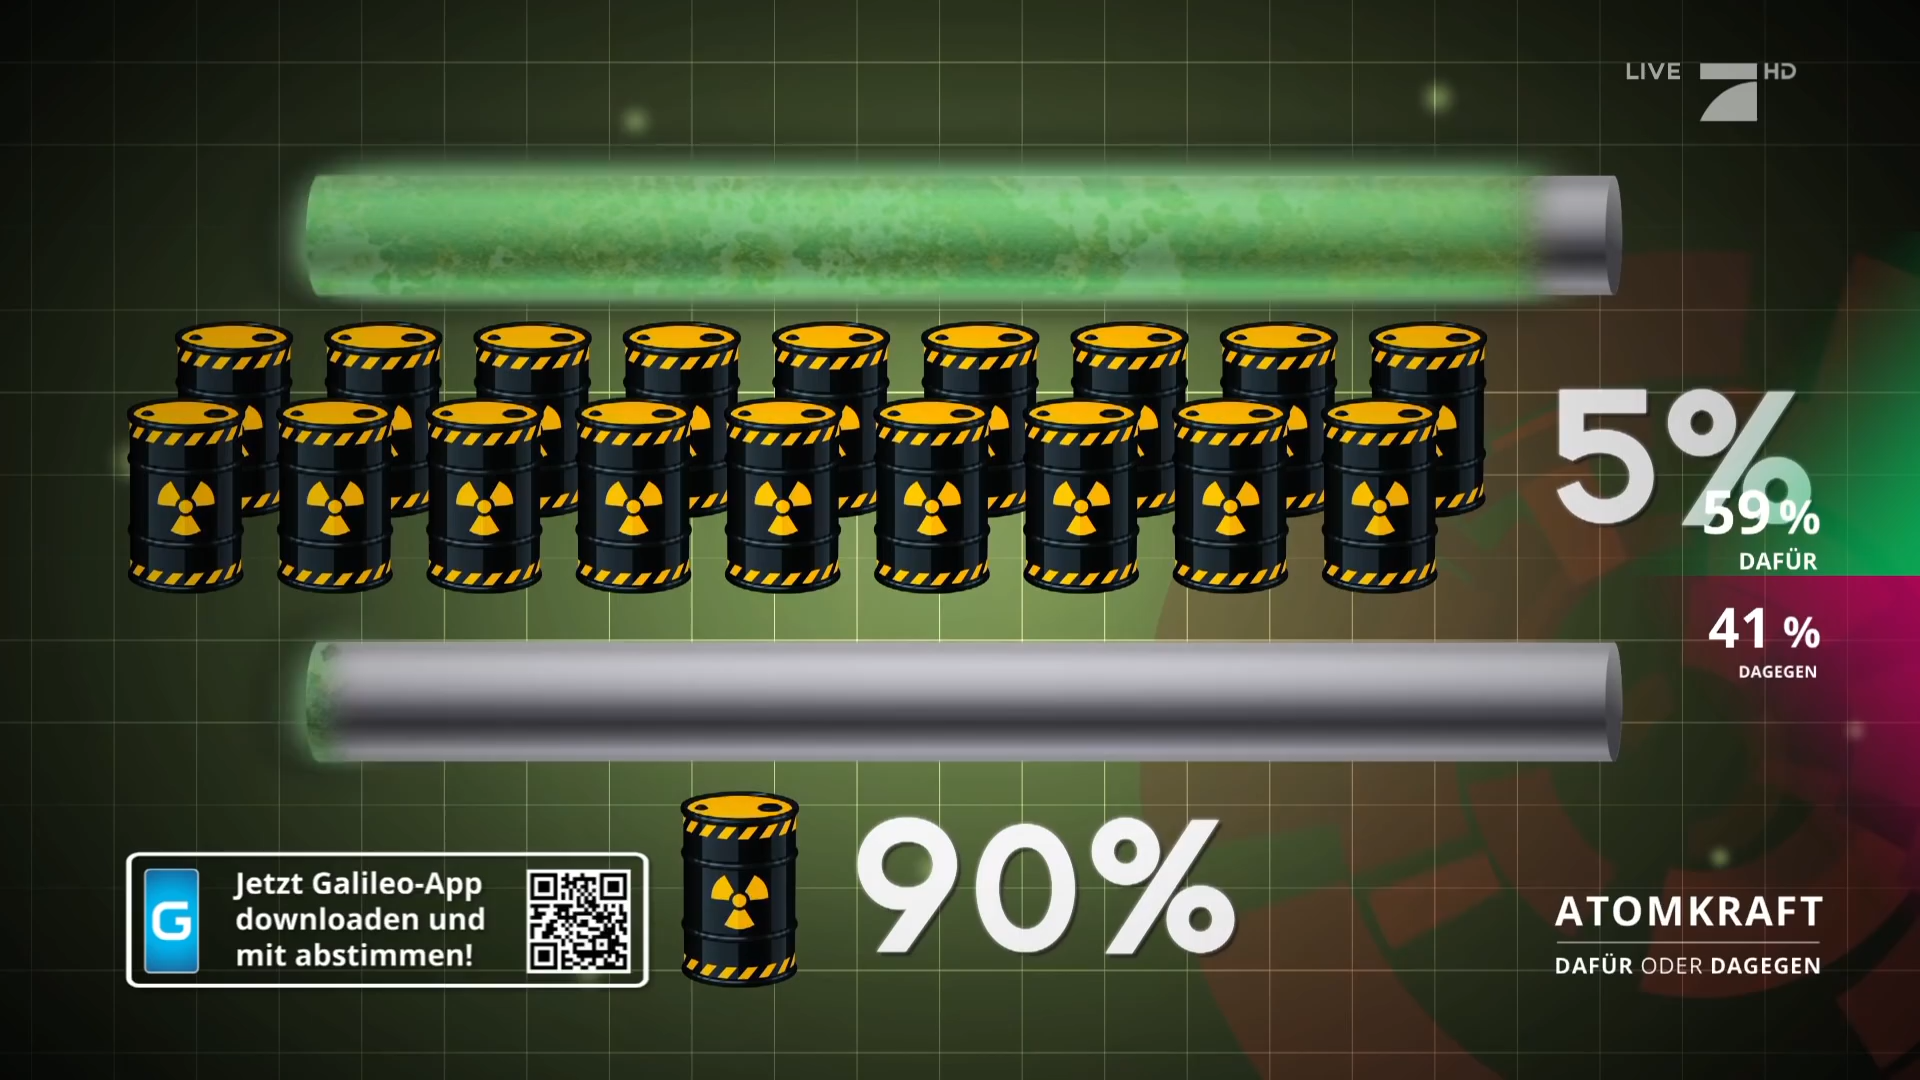 LIVE
HD
5%
59 %
DAFÜR
41 %
DAGEGEN
90%
G
Jetzt Galileo-App
downloaden und
mit abstimmen!
ATOMKRAFT
DAFÜR ODER DAGEGEN